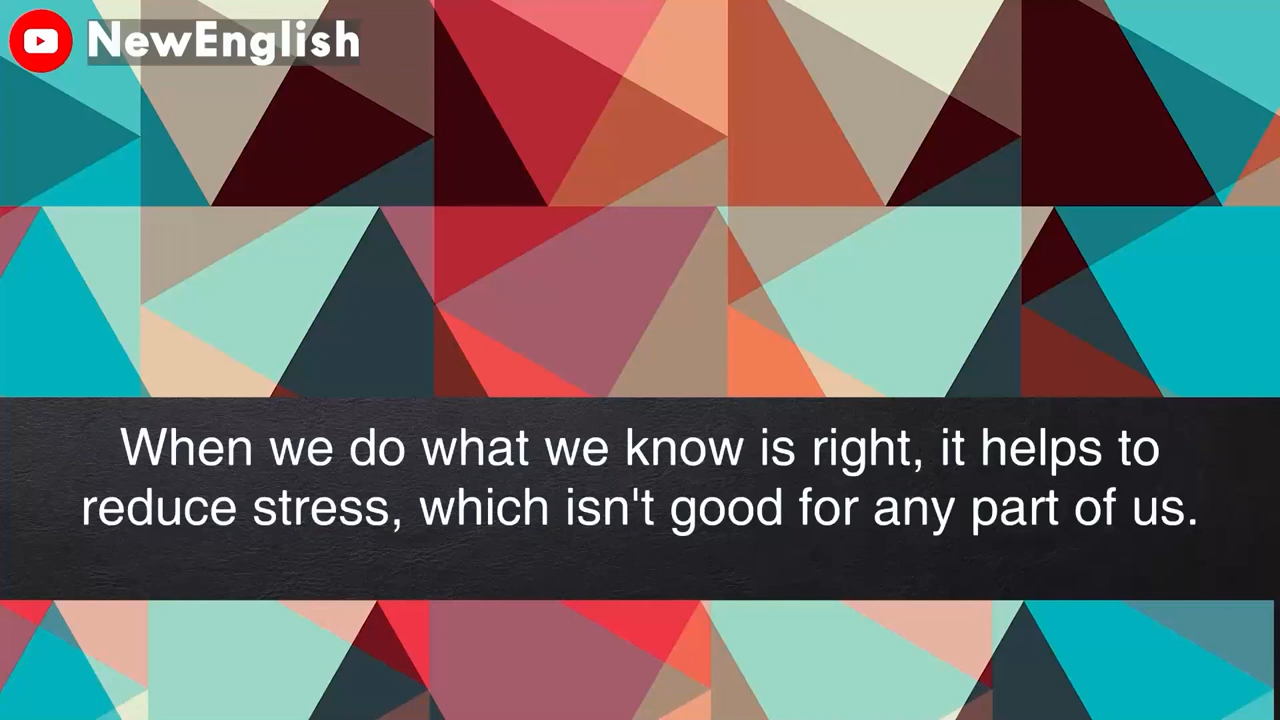 NewEnglish
When we do what we know is right, it helps to
reduce stress, which isn't good for any part of us.